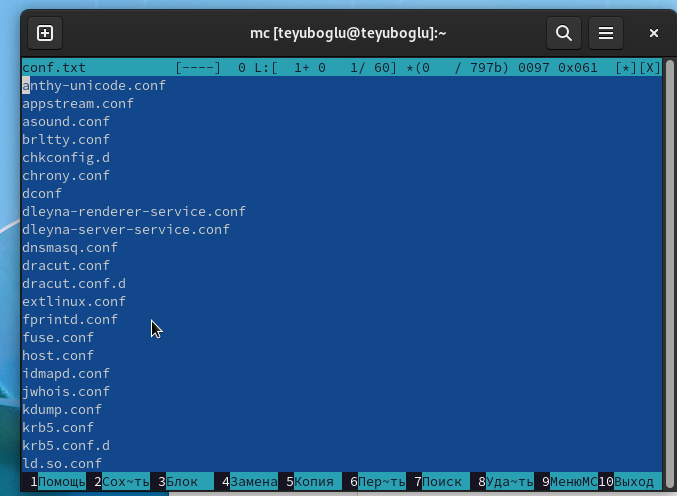 mc [teyuboglu@teyuboglu]:~
conf.txt [----] 0 L:[ 1+ 0 1/ 60] *(0 / 797b) 0097 0x061 [*][X]
anthy-unicode.conf
appstream.conf
asound.conf
brltty.conf
chkconfig.d
chrony.conf
dconf
dleyna-renderer-service.conf
dleyna-server-service.conf
dnsmasq.conf
dracut.conf
dracut.conf.d
extlinux.conf
fprintd.conf
fuse.conf
host.conf
idmapd.conf
jwhois.conf
kdump.conf
krb5.conf
krb5.conf.d
ld.so.conf
1Помощь 2Сох~ть 3Блок 4Замена 5Копия 6Пер~ть 7Поиск 8Уда~ть 9МенюMC 10Выход